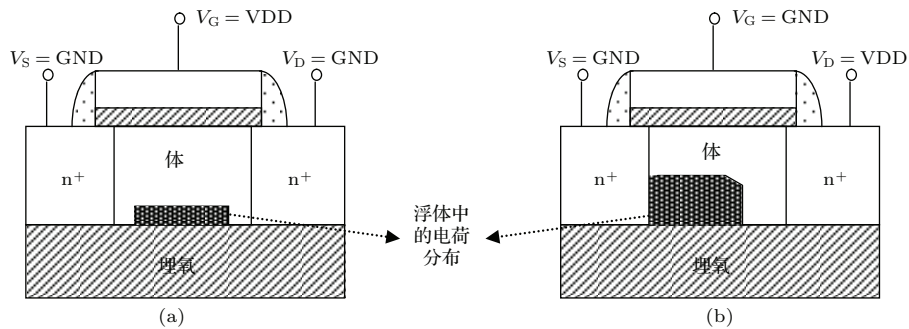 V_G = VDD
V_S = GND
V_D = GND
体
n⁺
n⁺
埋氧
(a)
浮体中
的电荷
分布
V_G = GND
V_S = GND
V_D = VDD
体
n⁺
n⁺
埋氧
(b)